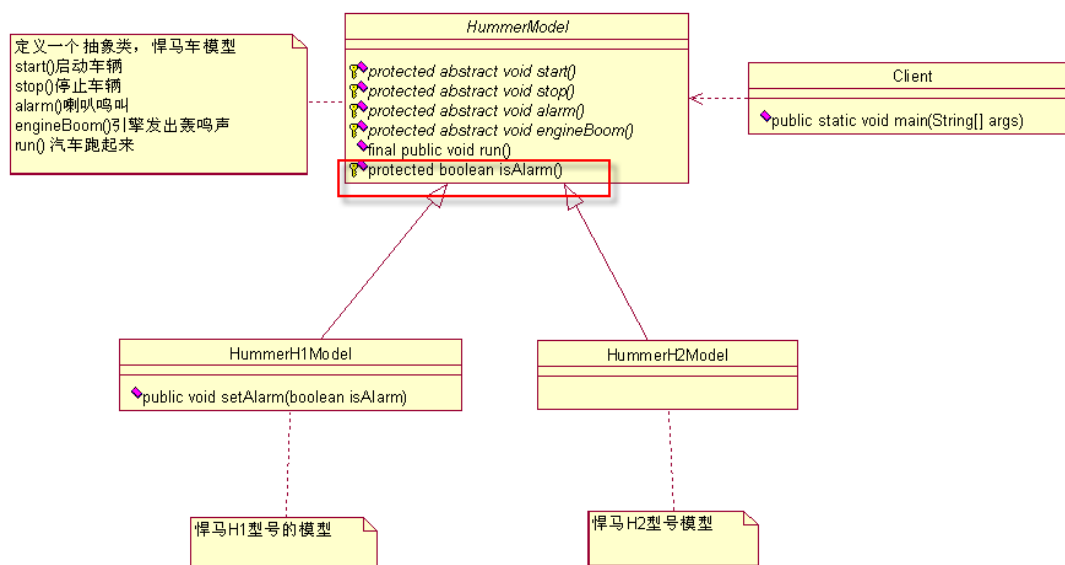 定义一个抽象类，悍马车模型
start()启动车辆
stop()停止车辆
alarm()喇叭鸣叫
engineBoom()引擎发出轰鸣声
run() 汽车跑起来
HummerModel
protected abstract void start()
protected abstract void stop()
protected abstract void alarm()
protected abstract void engineBoom()
final public void run()
protected boolean isAlarm()
Client
public static void main(String[] args)
HummerH1Model
public void setAlarm(boolean isAlarm)
HummerH2Model
悍马H1型号的模型
悍马H2型号模型